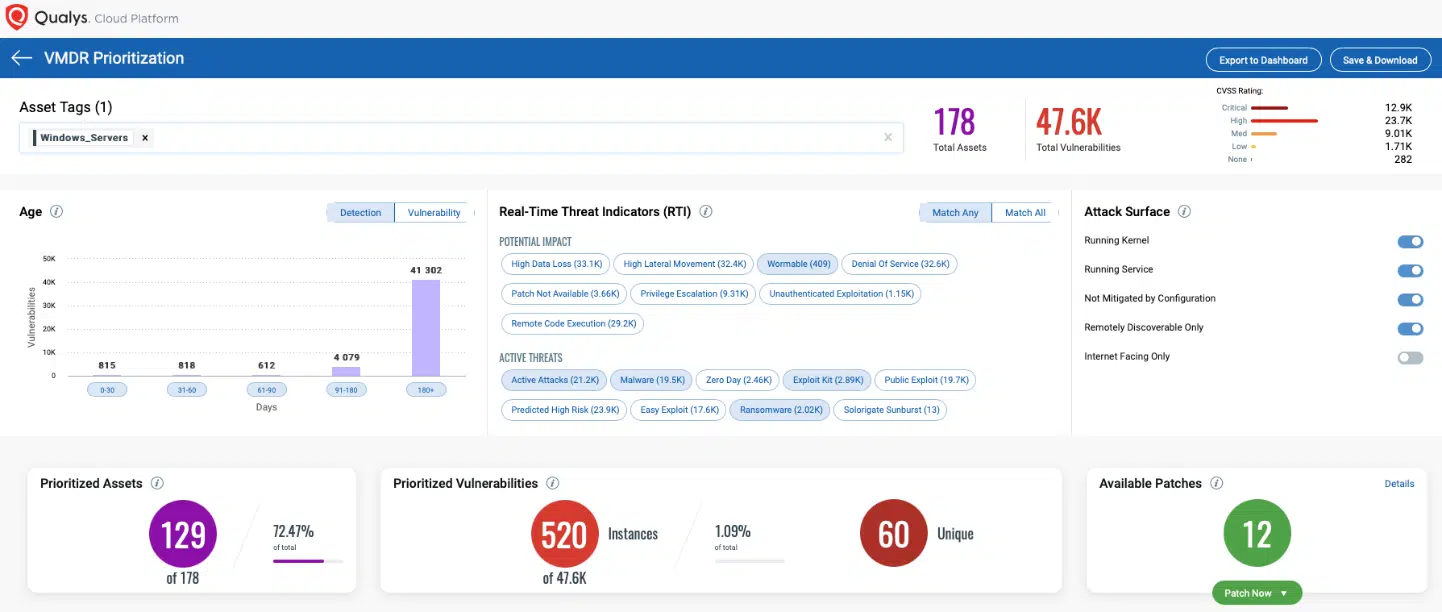 Qualys. Cloud Platform
VMDR Prioritization
Export to Dashboard
Save & Download
Asset Tags (1)
Windows_Servers ×
×
178
Total Assets
47.6K
Total Vulnerabilities
CVSS Rating:
Critical 12.9K
High 23.7K
Med 9.01K
Low 1.71K
None 282
Age i
Detection Vulnerability
Vulnerabilities
50K
40K
30K
20K
10K
0
815 818 612 4 079 41 302
0-30 31-60 61-90 91-180 180+
Days
Real-Time Threat Indicators (RTI) i
Match Any Match All
POTENTIAL IMPACT
High Data Loss (33.1K) High Lateral Movement (32.4K) Wormable (409) Denial Of Service (32.6K)
Patch Not Available (3.66K) Privilege Escalation (9.31K) Unauthenticated Exploitation (1.15K)
Remote Code Execution (29.2K)
ACTIVE THREATS
Active Attacks (21.2K) Malware (19.5K) Zero Day (2.46K) Exploit Kit (2.89K) Public Exploit (19.7K)
Predicted High Risk (23.9K) Easy Exploit (17.6K) Ransomware (2.02K) Solorigate Sunburst (13)
Attack Surface i
Running Kernel
Running Service
Not Mitigated by Configuration
Remotely Discoverable Only
Internet Facing Only
Prioritized Assets i
129
of 178
72.47%
of total
Prioritized Vulnerabilities i
520 Instances
of 47.6K
1.09%
of total
60 Unique
Available Patches i
Details
12
Patch Now